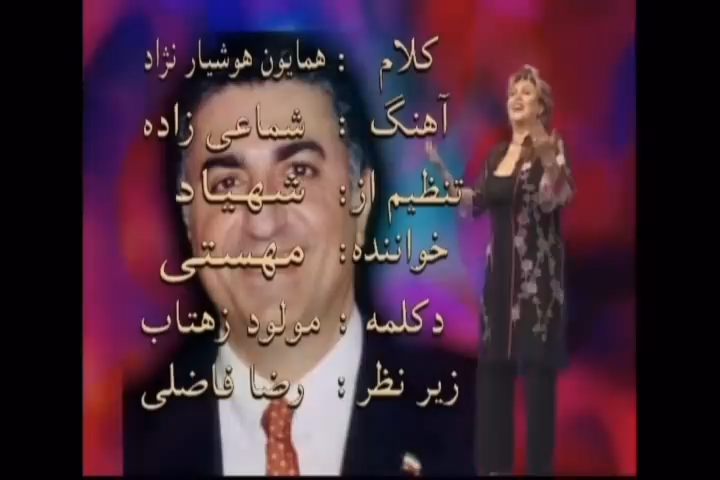 کلام : همایون هوشیار نژاد
آهنگ : شماعی زاده
تنظیم از: شهیاد
خواننده: مهستی
دکلمه : مولود زهتاب
زیر نظر : رضا فاضلی